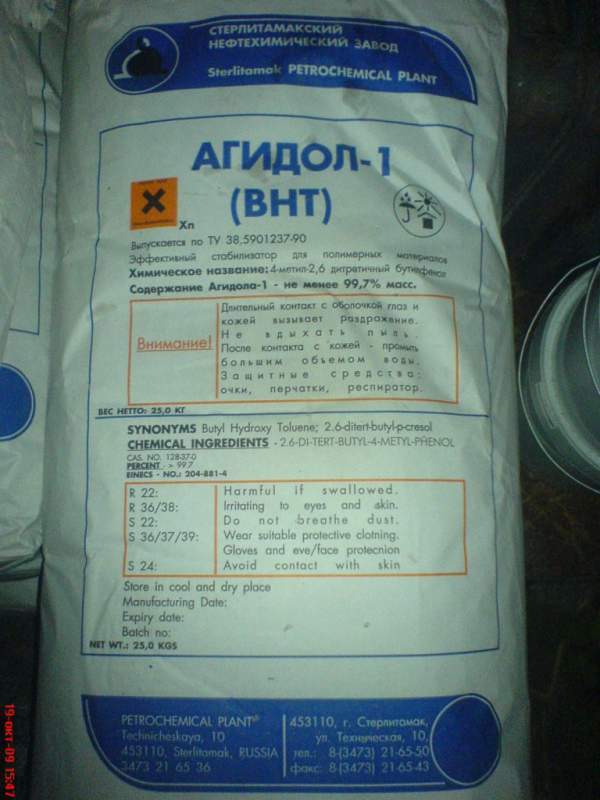 СТЕРЛИТАМАКСКИЙ
НЕФТЕХИМИЧЕСКИЙ ЗАВОД
Sterlitamak PETROCHEMICAL PLANT
АГИДОЛ-1
(ВНТ)
Хп
Выпускается по ТУ 38,5901237-90
Эффективный стабилизатор для полимерных материалов
Химическое название: 4-метил-2,6 дитретичный бутилфенол
Содержание Агидола-1 - не менее 99,7% масс.
Внимание!
Длительный контакт с оболочкой глаз и
кожей вызывает раздражение.
Не вдыхать пыль.
После контакта с кожей - промыть
большим объемом воды.
Защитные средства:
очки, перчатки, респиратор.
ВЕС НЕТТО: 25,0 КГ
SYNONYMS Butyl Hydroxy Toluene; 2.6-ditert-butyl-p-cresol
CHEMICAL INGREDIENTS - 2.6-DI-TERT-BUTYL-4-METYL-PHENOL
CAS. NO. 128-37-0
PERCENT - > 99.7
EINECS - NO.: 204-881-4
R 22: Harmful if swallowed.
R 36/38: Irritating to eyes and skin.
S 22: Do not breathe dust.
S 36/37/39: Wear suitable protective clotning.
Gloves and eve/face protecnion
S 24: Avoid contact with skin
Store in cool and dry place
Manufacturing Date:
Expiry date:
Batch no:
NET WT.: 25,0 KGS
PETROCHEMICAL PLANT
Technicheskaya, 10
453110, Sterlitamak, RUSSIA
3473 21 65 36
453110, г. Стерлитамак,
ул. Техническая, 10,
тел.: 8-(3473) 21-65-50
факс: 8-(3473) 21-65-43
19-окт-09 15:47